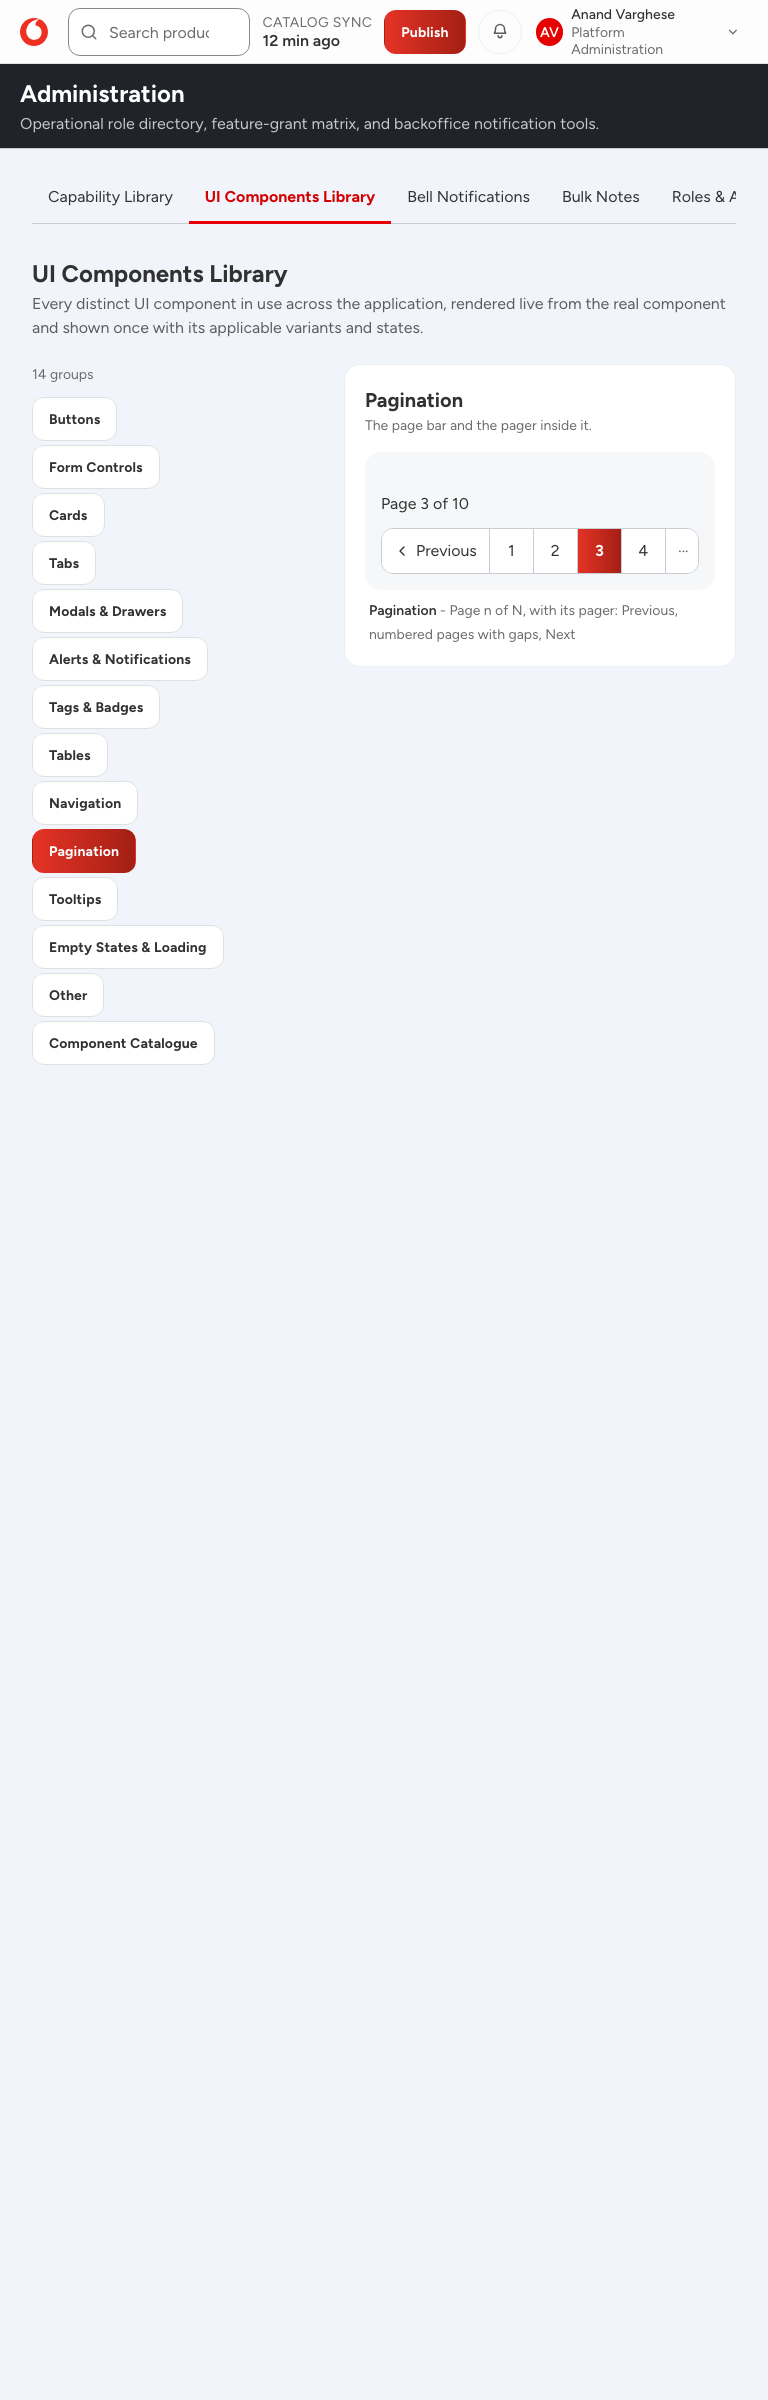 Search produc
CATALOG SYNC
12 min ago
Publish
AV
Anand Varghese
Platform
Administration
Administration
Operational role directory, feature-grant matrix, and backoffice notification tools.
Capability Library
UI Components Library
Bell Notifications
Bulk Notes
Roles & A
UI Components Library
Every distinct UI component in use across the application, rendered live from the real component
and shown once with its applicable variants and states.
14 groups
Buttons
Form Controls
Cards
Tabs
Modals & Drawers
Alerts & Notifications
Tags & Badges
Tables
Navigation
Pagination
Tooltips
Empty States & Loading
Other
Component Catalogue
Pagination
The page bar and the pager inside it.
Page 3 of 10
Previous 1 2 3 4 ...
Pagination - Page n of N, with its pager: Previous,
numbered pages with gaps, Next